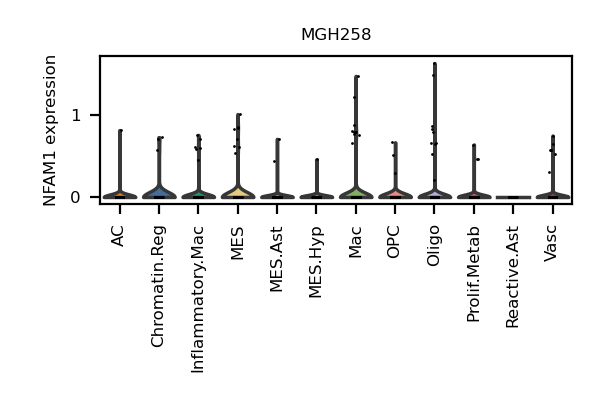 MGH258
NFAM1 expression
1
0
AC
Chromatin.Reg
Inflammatory.Mac
MES
MES.Ast
MES.Hyp
Mac
OPC
Oligo
Prolif.Metab
Reactive.Ast
Vasc